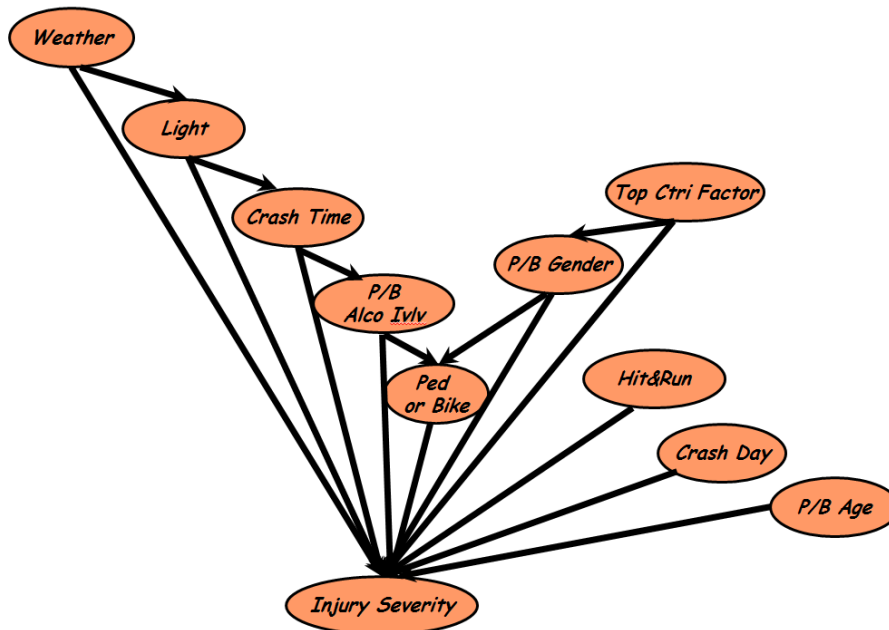 Weather
Light
Crash Time
Top Ctri Factor
P/B Gender
P/B
Alco Ivlv
Ped
or Bike
Hit&Run
Crash Day
P/B Age
Injury Severity